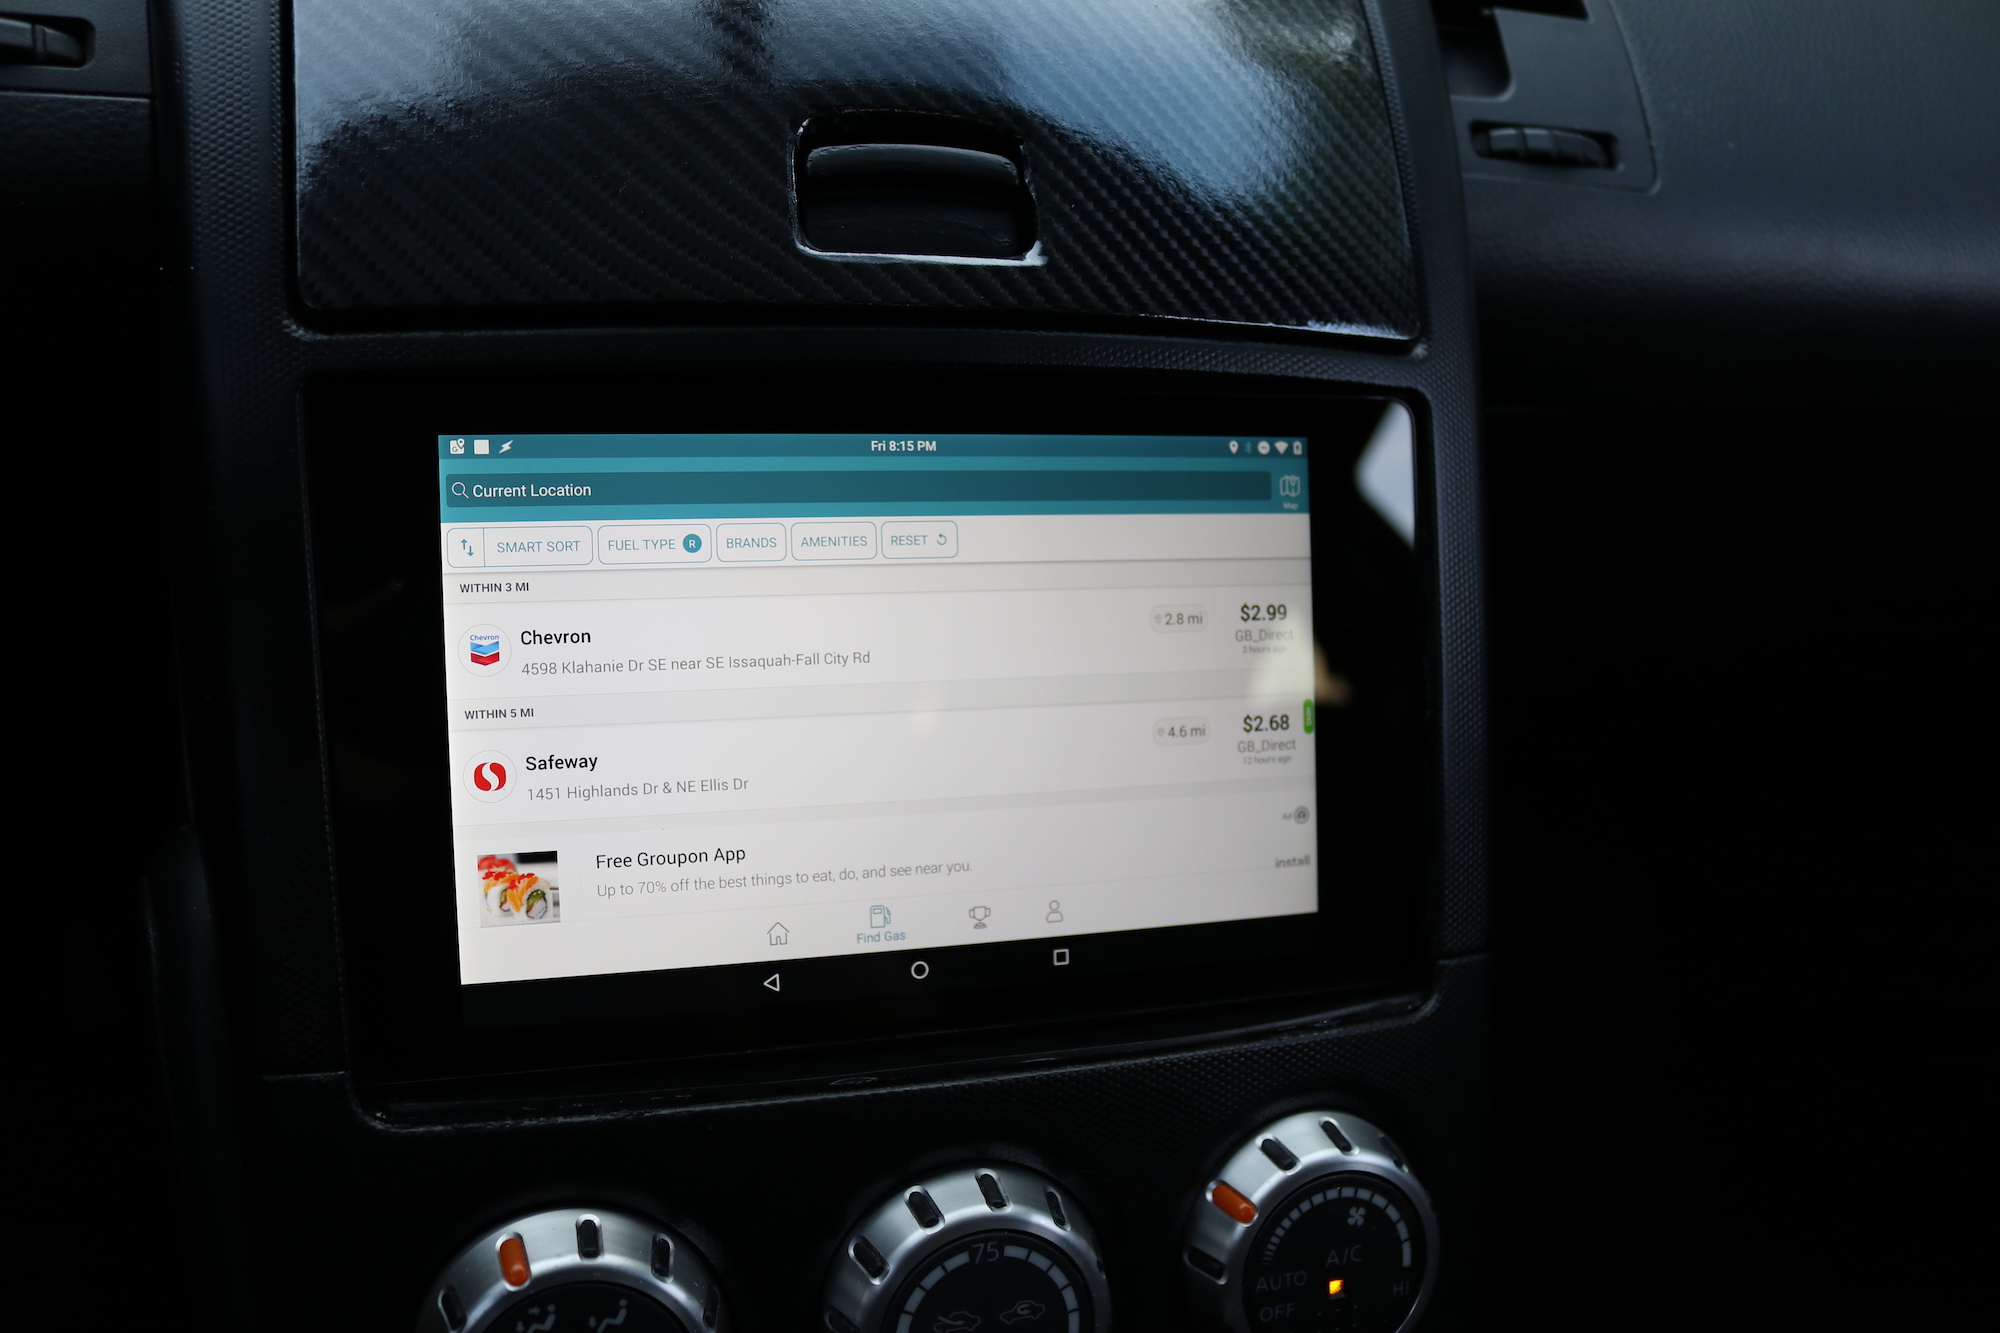 Fri 8:15 PM
Current Location
Map
SMART SORT
FUEL TYPE R
BRANDS
AMENITIES
RESET
WITHIN 3 MI
Chevron
Chevron
2.8 mi
$2.99
4598 Klahanie Dr SE near SE Issaquah-Fall City Rd
GB_Direct
3 hours ago
WITHIN 5 MI
Safeway
4.6 mi
$2.68
1451 Highlands Dr & NE Ellis Dr
GB_Direct
12 hours ago
Ad
Free Groupon App
Up to 70% off the best things to eat, do, and see near you.
install
Find Gas
75
A/C
AUTO
HI
OFF